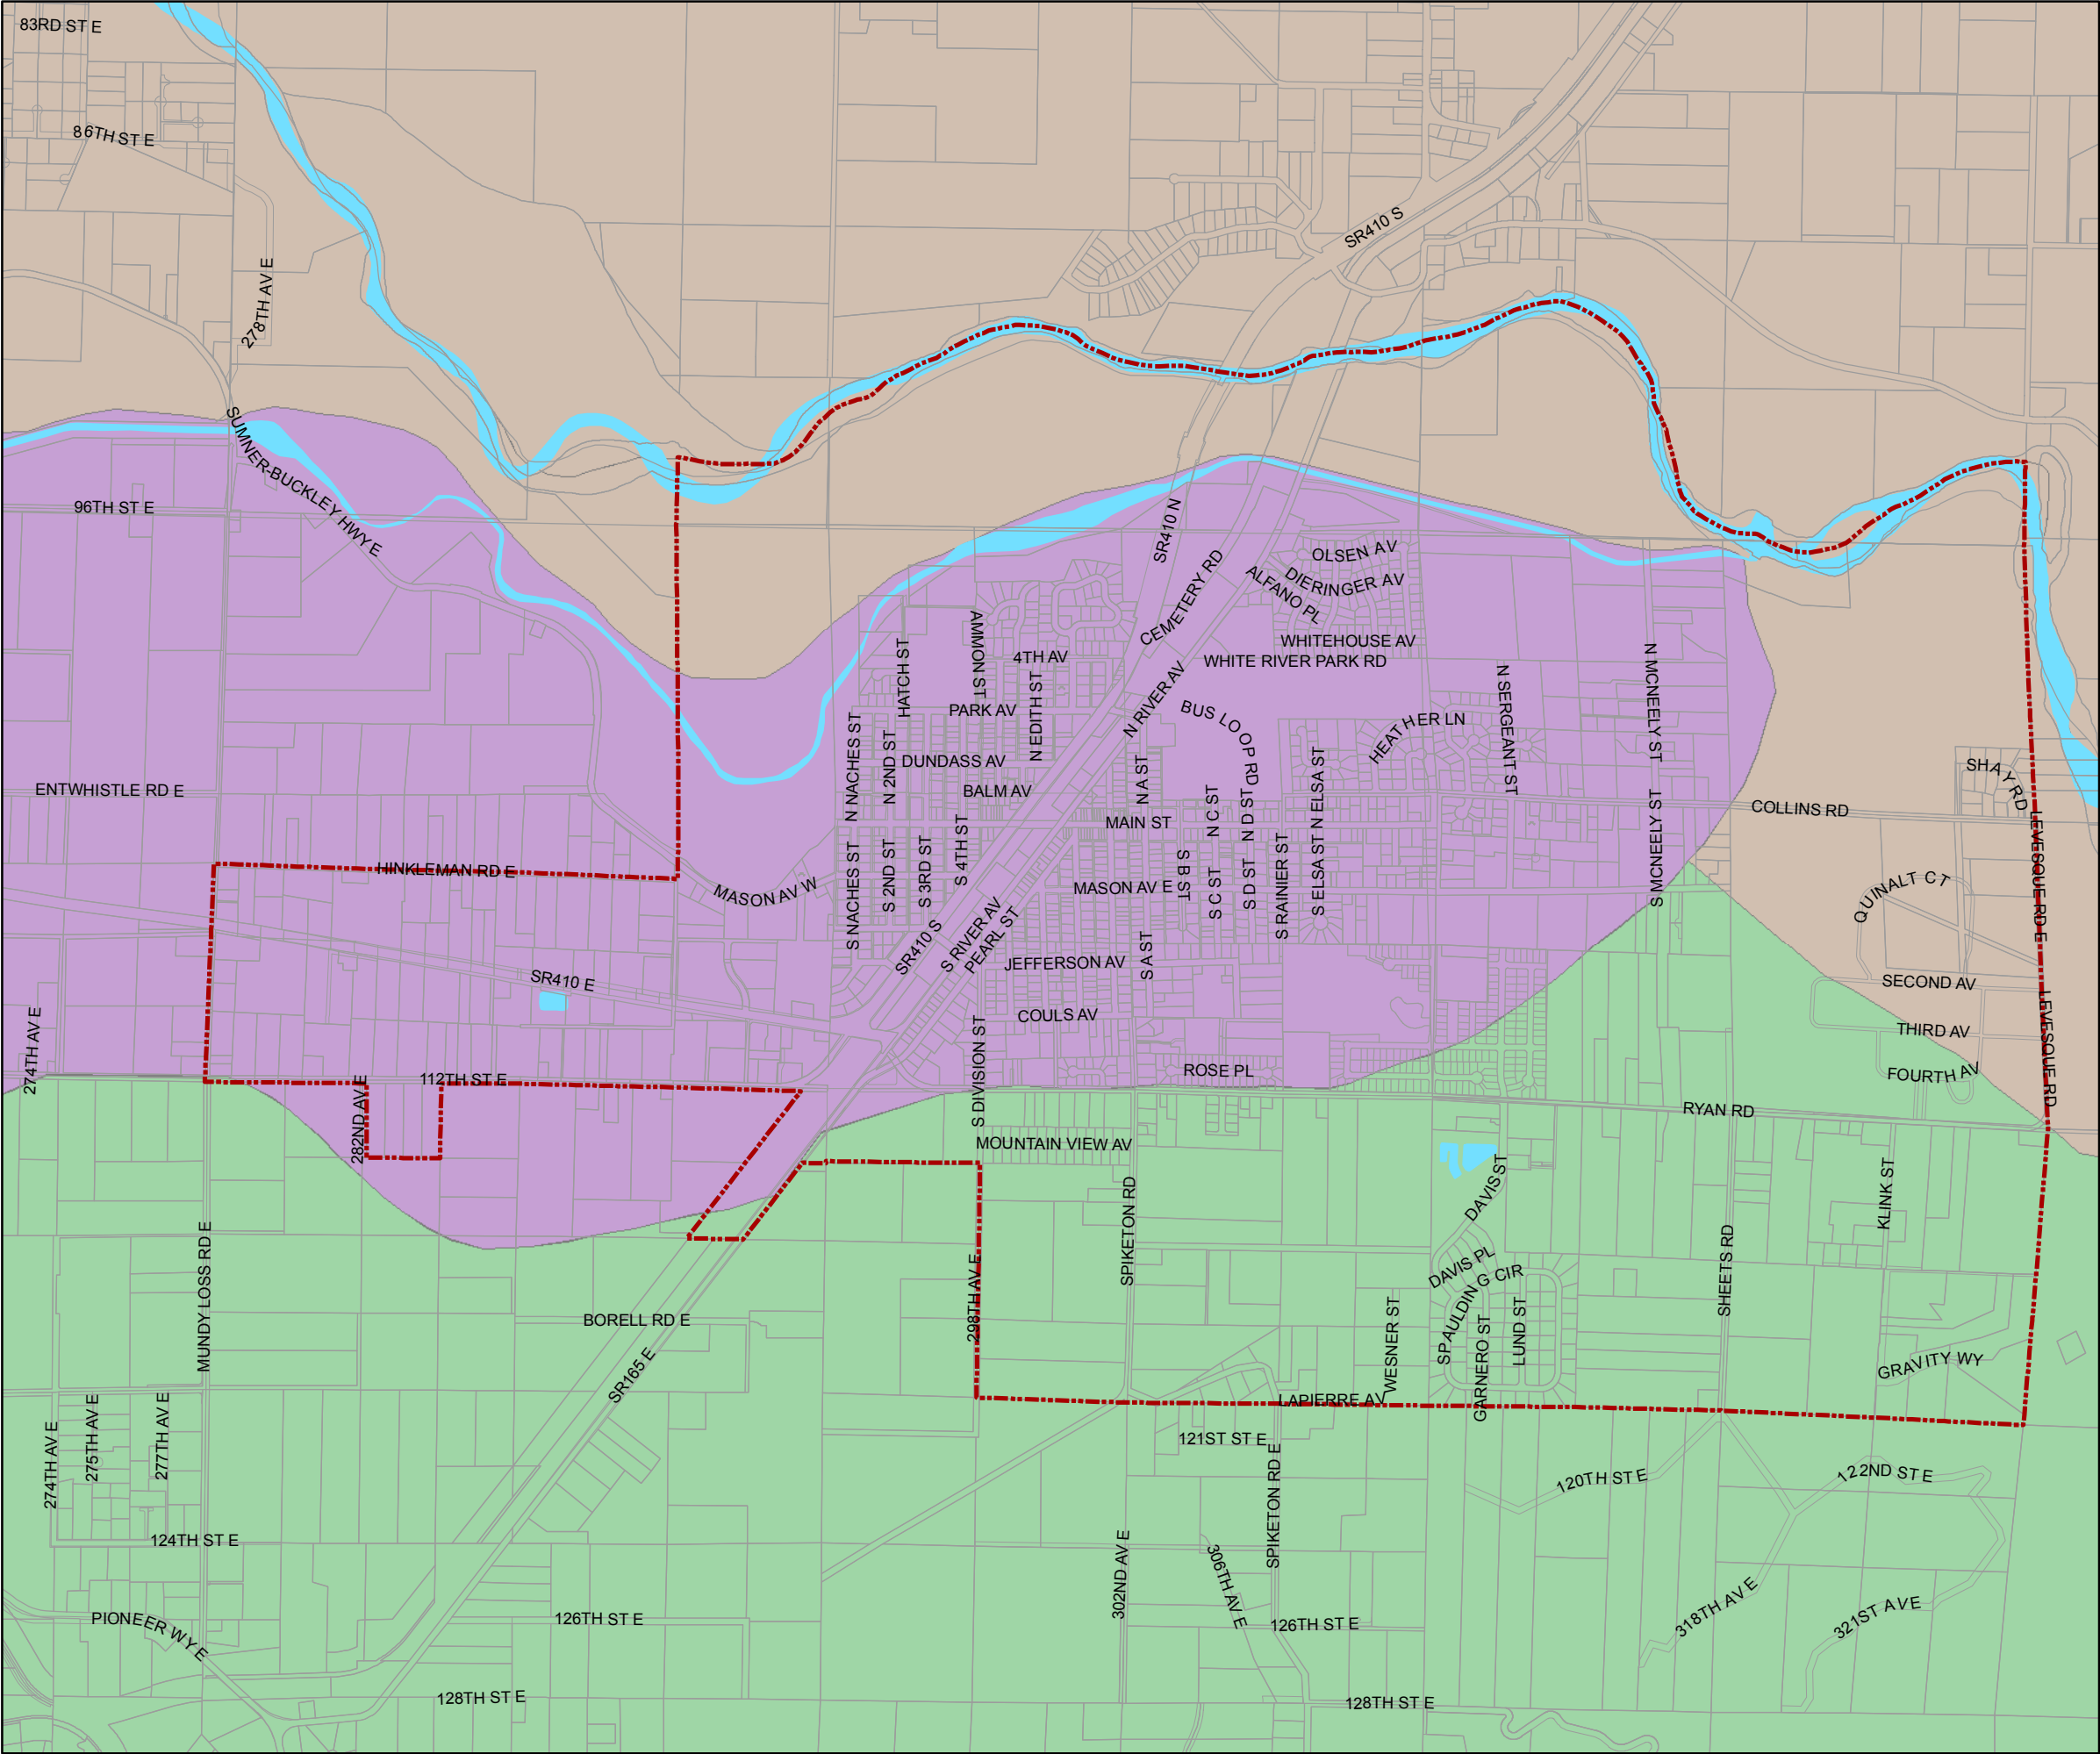 83RD ST E
86TH ST E
SR410 S
278TH AV E
SUMNER-BUCKLEY HWY E
96TH ST E
SR410 N
OLSEN AV
DIERINGER AV
ALFANO PL
CEMETERY RD
WHITEHOUSE AV
WHITE RIVER PARK RD
AMMON ST
4TH AV
HATCH ST
N EDITH ST
N RIVER AV
N SERGEANT ST
N MCNEELY ST
PARK AV
BUS LOOP RD
HEATHER LN
N NACHES ST
N 2ND ST
DUNDASS AV
BALM AV
N A ST
N ELSA ST
SHAY RD
ENTWHISTLE RD E
COLLINS RD
MAIN ST
N C ST
N D ST
S MCNEELY ST
LEVESQUE RD E
HINKLEMAN RD E
MASON AV W
S NACHES ST
S 2ND ST
S 3RD ST
S 4TH ST
MASON AV E
S B ST
S C ST
S D ST
S RAINIER ST
S ELSA ST
QUINALT CT
SR410 S
S RIVER AV
PEARL ST
JEFFERSON AV
S A ST
SR410 E
SECOND AV
COULS AV
THIRD AV
LEVESQUE RD
274TH AV E
S DIVISION ST
ROSE PL
FOURTH AV
112TH ST E
282ND AV E
RYAN RD
MOUNTAIN VIEW AV
DAVIS ST
KLINK ST
MUNDY LOSS RD E
SPIKETON RD
298TH AV E
DAVIS PL
SPAULDING CIR
SHEETS RD
BORELL RD E
SR165 E
WESNER ST
GARNERO ST
LUND ST
GRAVITY WY
LAPIERRE AV
274TH AV E
275TH AV E
277TH AV E
121ST ST E
SPIKETON RD E
120TH ST E
122ND ST E
124TH ST E
302ND AV E
306TH AV E
318TH AV E
321ST AV E
PIONEER WY E
126TH ST E
126TH ST E
128TH ST E
128TH ST E